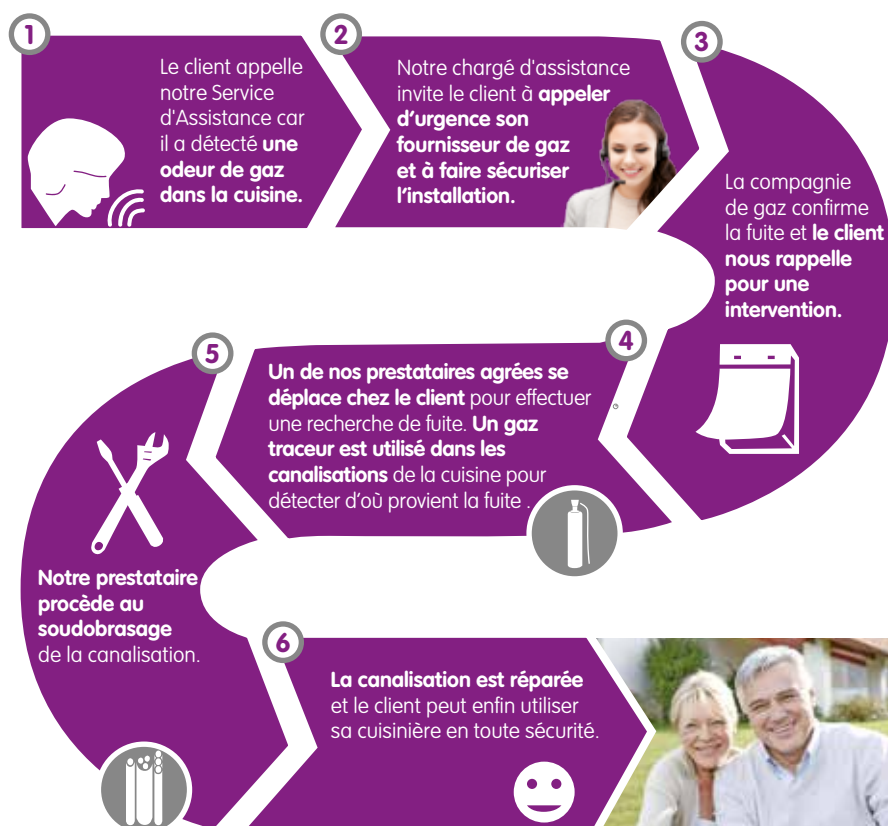 1
Le client appelle
notre Service
d'Assistance car
il a détecté une
odeur de gaz
dans la cuisine.
2
Notre chargé d'assistance
invite le client à appeler
d'urgence son
fournisseur de gaz
et à faire sécuriser
l'installation.
3
La compagnie
de gaz confirme
la fuite et le client
nous rappelle
pour une
intervention.
4
Un de nos prestataires agrées se
déplace chez le client pour effectuer
une recherche de fuite. Un gaz
traceur est utilisé dans les
canalisations de la cuisine pour
détecter d'où provient la fuite .
5
Notre prestataire
procède au
soudobrasage
de la canalisation.
6
La canalisation est réparée
et le client peut enfin utiliser
sa cuisinière en toute sécurité.